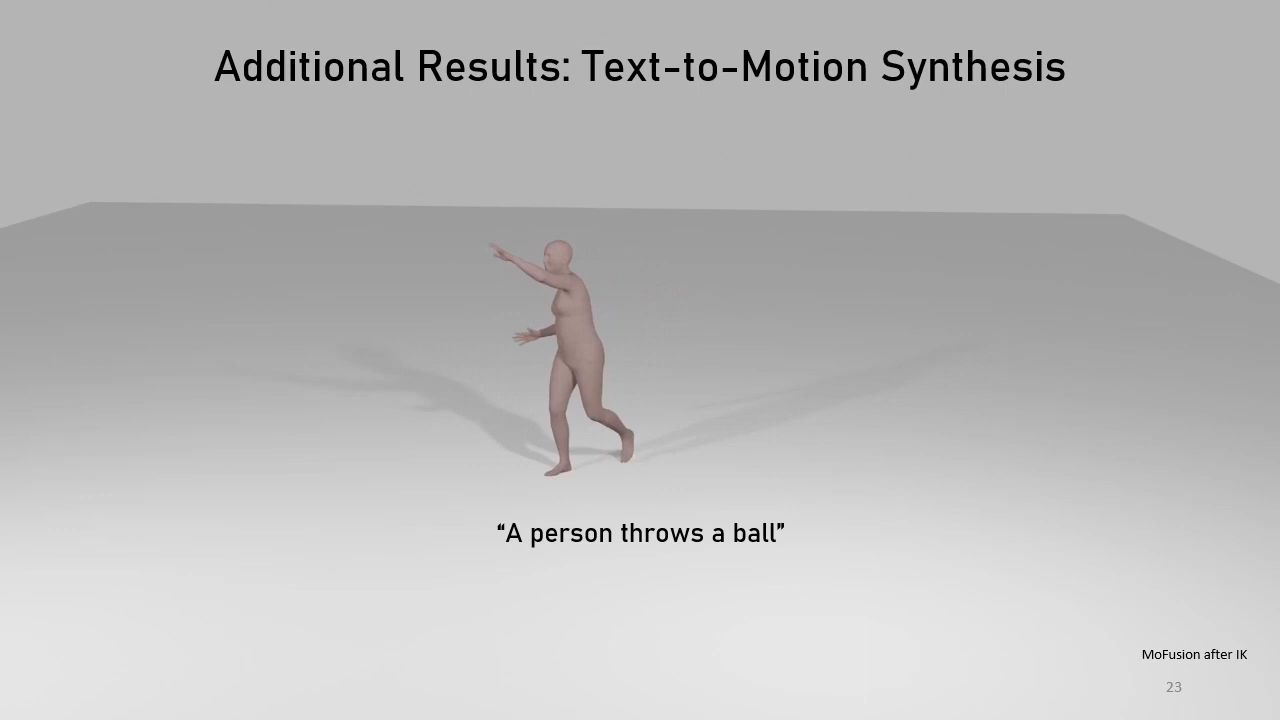 Additional Results: Text-to-Motion Synthesis
“A person throws a ball”
MoFusion after IK
23